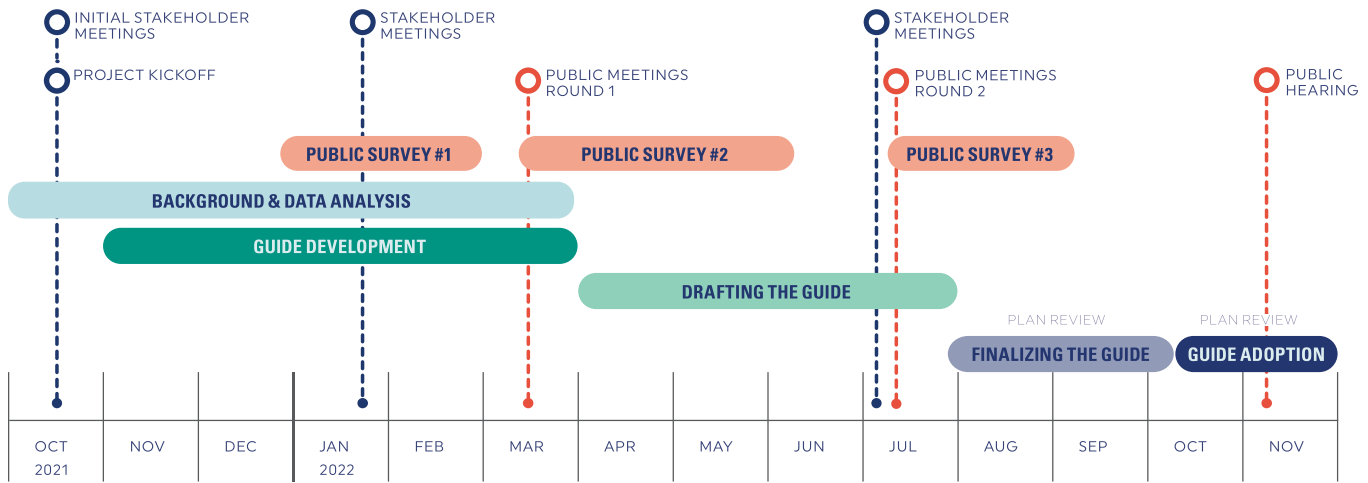 INITIAL STAKEHOLDER
MEETINGS
STAKEHOLDER
MEETINGS
STAKEHOLDER
MEETINGS
PROJECT KICKOFF
PUBLIC MEETINGS
ROUND 1
PUBLIC MEETINGS
ROUND 2
PUBLIC
HEARING
PUBLIC SURVEY #1
PUBLIC SURVEY #2
PUBLIC SURVEY #3
BACKGROUND & DATA ANALYSIS
GUIDE DEVELOPMENT
DRAFTING THE GUIDE
PLAN REVIEW
PLAN REVIEW
FINALIZING THE GUIDE
GUIDE ADOPTION
OCT
2021
NOV
DEC
JAN
2022
FEB
MAR
APR
MAY
JUN
JUL
AUG
SEP
OCT
NOV